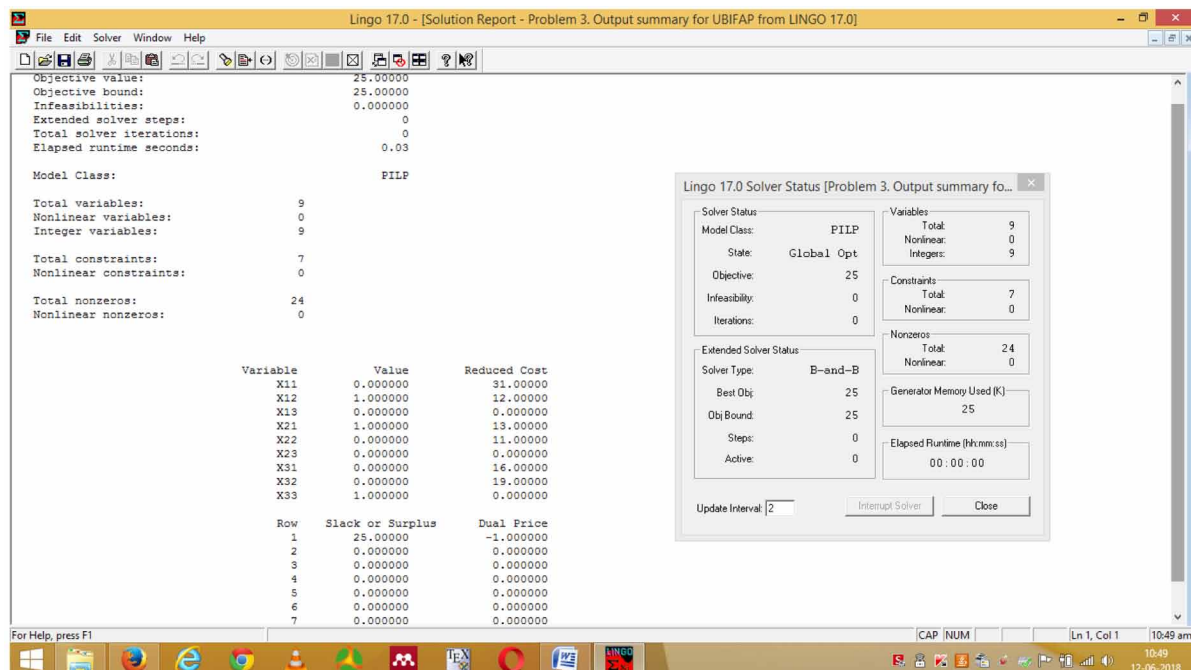 Lingo 17.0 - [Solution Report - Problem 3. Output summary for UBIFAP from LINGO 17.0]
File Edit Solver Window Help
Objective value: 25.00000
Objective bound: 25.00000
Infeasibilities: 0.000000
Extended solver steps: 0
Total solver iterations: 0
Elapsed runtime seconds: 0.03
Model Class: PILP
Total variables: 9
Nonlinear variables: 0
Integer variables: 9
Total constraints: 7
Nonlinear constraints: 0
Total nonzeros: 24
Nonlinear nonzeros: 0
Variable Value Reduced Cost
X11 0.000000 31.00000
X12 1.000000 12.00000
X13 0.000000 0.000000
X21 1.000000 13.00000
X22 0.000000 11.00000
X23 0.000000 0.000000
X31 0.000000 16.00000
X32 0.000000 19.00000
X33 1.000000 0.000000
Row Slack or Surplus Dual Price
1 25.00000 -1.000000
2 0.000000 0.000000
3 0.000000 0.000000
4 0.000000 0.000000
5 0.000000 0.000000
6 0.000000 0.000000
7 0.000000 0.000000
Lingo 17.0 Solver Status [Problem 3. Output summary fo...
Solver Status
Model Class: PILP
State: Global Opt
Objective: 25
Infeasibility: 0
Iterations: 0
Extended Solver Status
Solver Type: B-and-B
Best Obj: 25
Obj Bound: 25
Steps: 0
Active: 0
Variables
Total: 9
Nonlinear: 0
Integers: 9
Constraints
Total: 7
Nonlinear: 0
Nonzeros
Total: 24
Nonlinear: 0
Generator Memory Used (K)
25
Elapsed Runtime (hh:mm:ss)
00:00:00
Update Interval: 2
Interrupt Solver
Close
For Help, press F1
CAP NUM Ln 1, Col 1 10:49 am
TEX
LINGO
10:49
12-06-2018